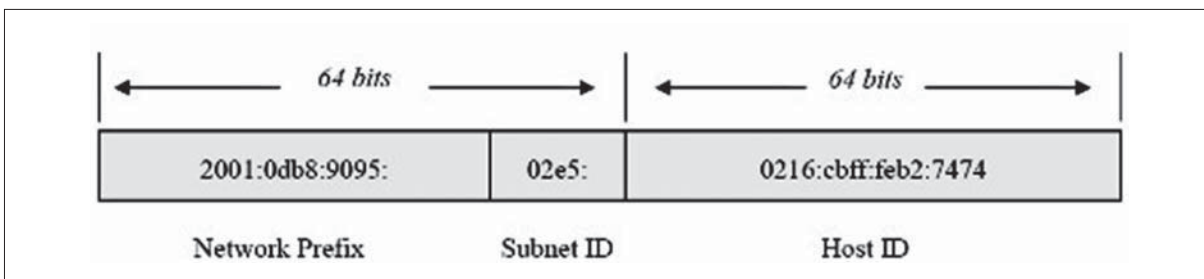 64 bits 64 bits
2001:0db8:9095: 02e5: 0216:cbff:feb2:7474
Network Prefix Subnet ID Host ID